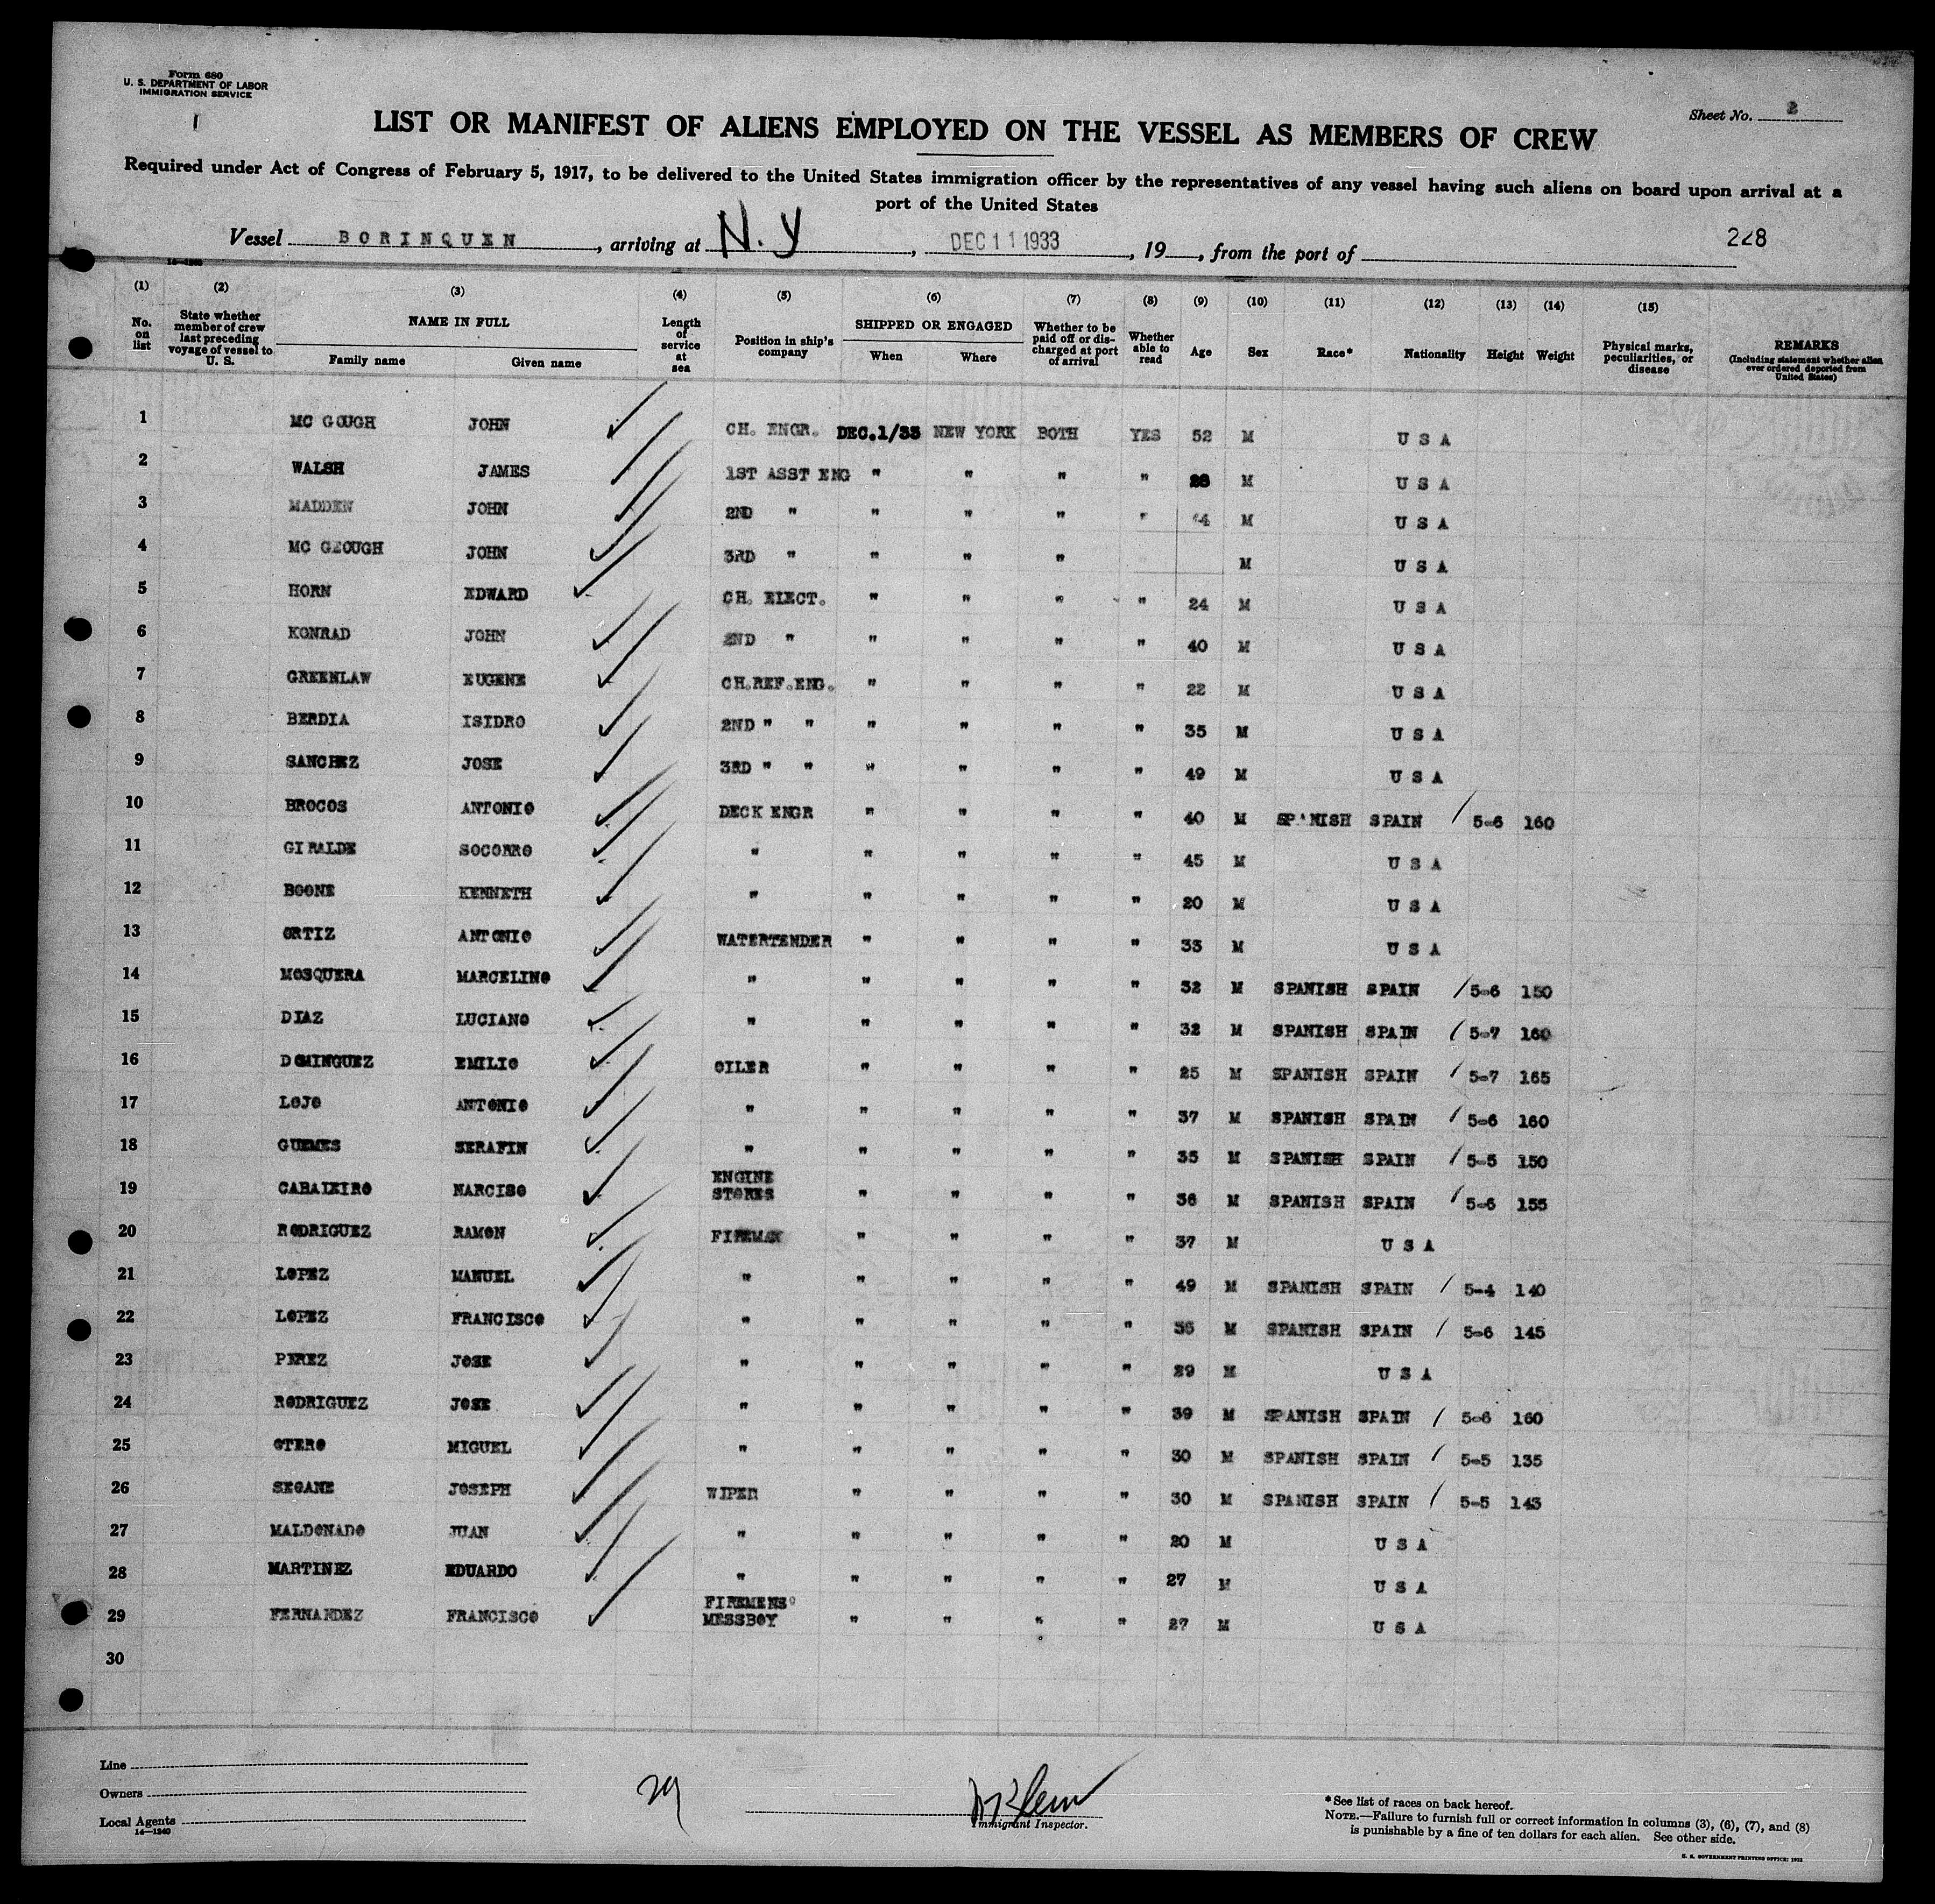 Form 680
U. S. DEPARTMENT OF LABOR
IMMIGRATION SERVICE
1
Sheet No. 2
LIST OR MANIFEST OF ALIENS EMPLOYED ON THE VESSEL AS MEMBERS OF CREW
Required under Act of Congress of February 5, 1917, to be delivered to the United States immigration officer by the representatives of any vessel having such aliens on board upon arrival at a
port of the United States
Vessel BORINQUEN, arriving at N. Y, DEC 11 1933, 19, from the port of 228
14—1240
(1) (2) (3) (4) (5) (6) (7) (8) (9) (10) (11) (12) (13) (14) (15)
No. on list State whether member of crew last preceding voyage of vessel to U. S. NAME IN FULL Family name Given name Length of service at sea Position in ship's company SHIPPED OR ENGAGED When Where Whether to be paid off or discharged at port of arrival Whether able to read Age Sex Race* Nationality Height Weight Physical marks, peculiarities, or disease REMARKS (Including statement whether alien ever ordered deported from United States)
1 MC GOUGH JOHN CH. ENGR. DEC.1/33 NEW YORK BOTH YES 52 M U S A
2 WALSH JAMES 1ST ASST ENG " " " " M U S A
3 MADDEN JOHN 2ND " " " " " M U S A
4 MC GEOUGH JOHN 3RD " " " " M U S A
5 HORN EDWARD CH. ELECT. " " " " 24 M U S A
6 KONRAD JOHN 2ND " " " " " 40 M U S A
7 GREENLAW EUGENE CH.REF.ENG. " " " " 22 M U S A
8 BERDIA ISIDRO 2ND " " " " " " 35 M U S A
9 SANCHEZ JOSE 3RD " " " " " " 49 M U S A
10 BROCOS ANTONIO DECK ENGR " " " " 40 M SPANISH SPAIN / 5-6 160
11 GIRALDE SOCORRO " " " " " 45 M U S A
12 BOONE KENNETH " " " " " 20 M U S A
13 ORTIZ ANTONIO WATERTENDER " " " " 33 M U S A
14 MOSQUERA MARCELINO " " " " " 32 M SPANISH SPAIN / 5-6 150
15 DIAZ LUCIANO " " " " " 32 M SPANISH SPAIN / 5-7 160
16 DOMINGUEZ EMILIO OILER " " " " 25 M SPANISH SPAIN / 5-7 165
17 LOJO ANTONIO " " " " " 37 M SPANISH SPAIN / 5-6 160
18 GUEMES SERAFIN " " " " " 35 M SPANISH SPAIN / 5-5 150
19 CABALEIRO NARCISO ENGINE STORES " " " " 36 M SPANISH SPAIN / 5-6 155
20 RODRIGUEZ RAMON FIREMAN " " " " 37 M U S A
21 LOPEZ MANUEL " " " " " 49 M SPANISH SPAIN / 5-4 140
22 LOPEZ FRANCISCO " " " " " 36 M SPANISH SPAIN / 5-6 145
23 PEREZ JOSE " " " " " 29 M U S A
24 RODRIGUEZ JOSE " " " " " 39 M SPANISH SPAIN / 5-6 160
25 OTERO MIGUEL " " " " " 30 M SPANISH SPAIN / 5-5 135
26 SEOANE JOSEPH WIPER " " " " 30 M SPANISH SPAIN / 5-5 143
27 MALDONADO JUAN " " " " " 20 M U S A
28 MARTINEZ EDUARDO " " " " " 27 M U S A
29 FERNANDEZ FRANCISCO FIREMENS' MESSBOY " " " " 27 M U S A
30
Line
Owners
Local Agents
14—1240
29
Immigrant Inspector.
*See list of races on back hereof.
NOTE.—Failure to furnish full or correct information in columns (3), (6), (7), and (8)
is punishable by a fine of ten dollars for each alien. See other side.
U. S. GOVERNMENT PRINTING OFFICE: 1932